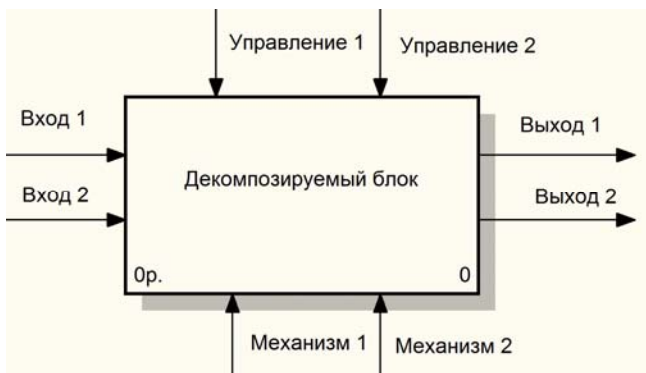 Управление 1
Управление 2
Вход 1
Выход 1
Декомпозируемый блок
Вход 2
Выход 2
0р.
0
Механизм 1
Механизм 2